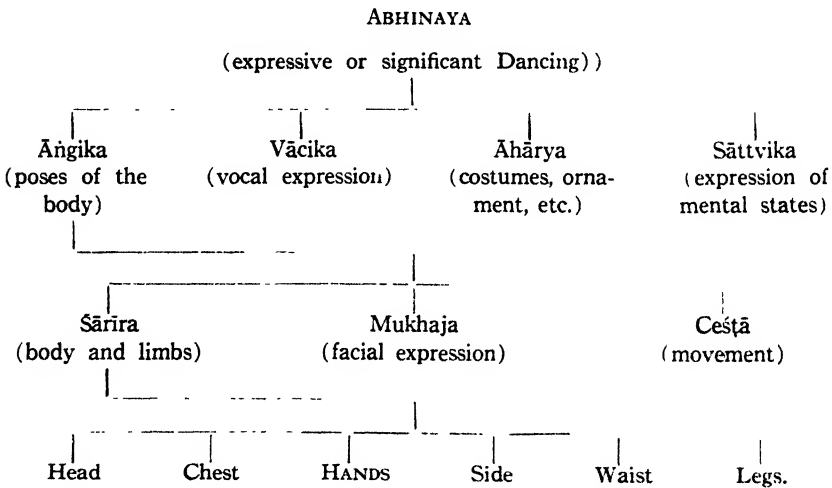 ABHINAYA
(expressive or significant Dancing))
Āṅgika Vācika Āhārya Sāttvika
(poses of the (vocal expression) (costumes, orna- (expression of
body) ment, etc.) mental states)
Śārīra Mukhaja Ceśṭā
(body and limbs) (facial expression) (movement)
Head Chest HANDS Side Waist Legs.